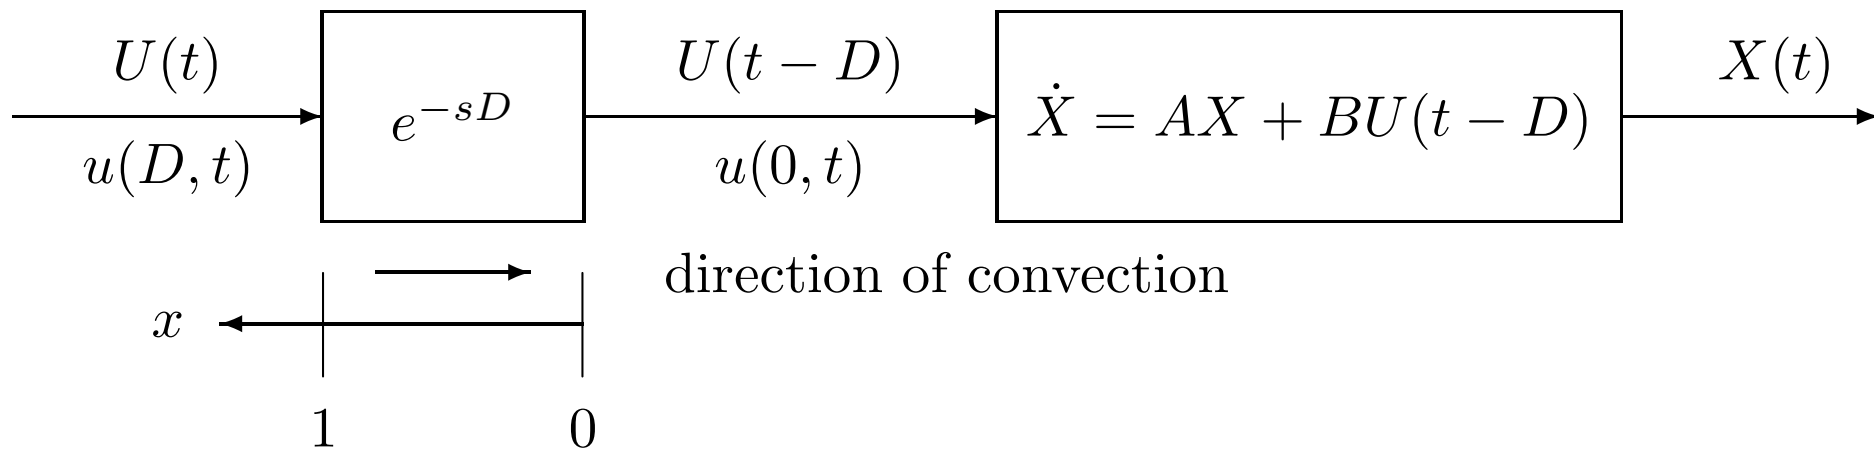 U(t)
u(D, t)
e^{-sD}
U(t − D)
u(0, t)
Ẋ = AX + BU(t − D)
X(t)
direction of convection
x
1
0